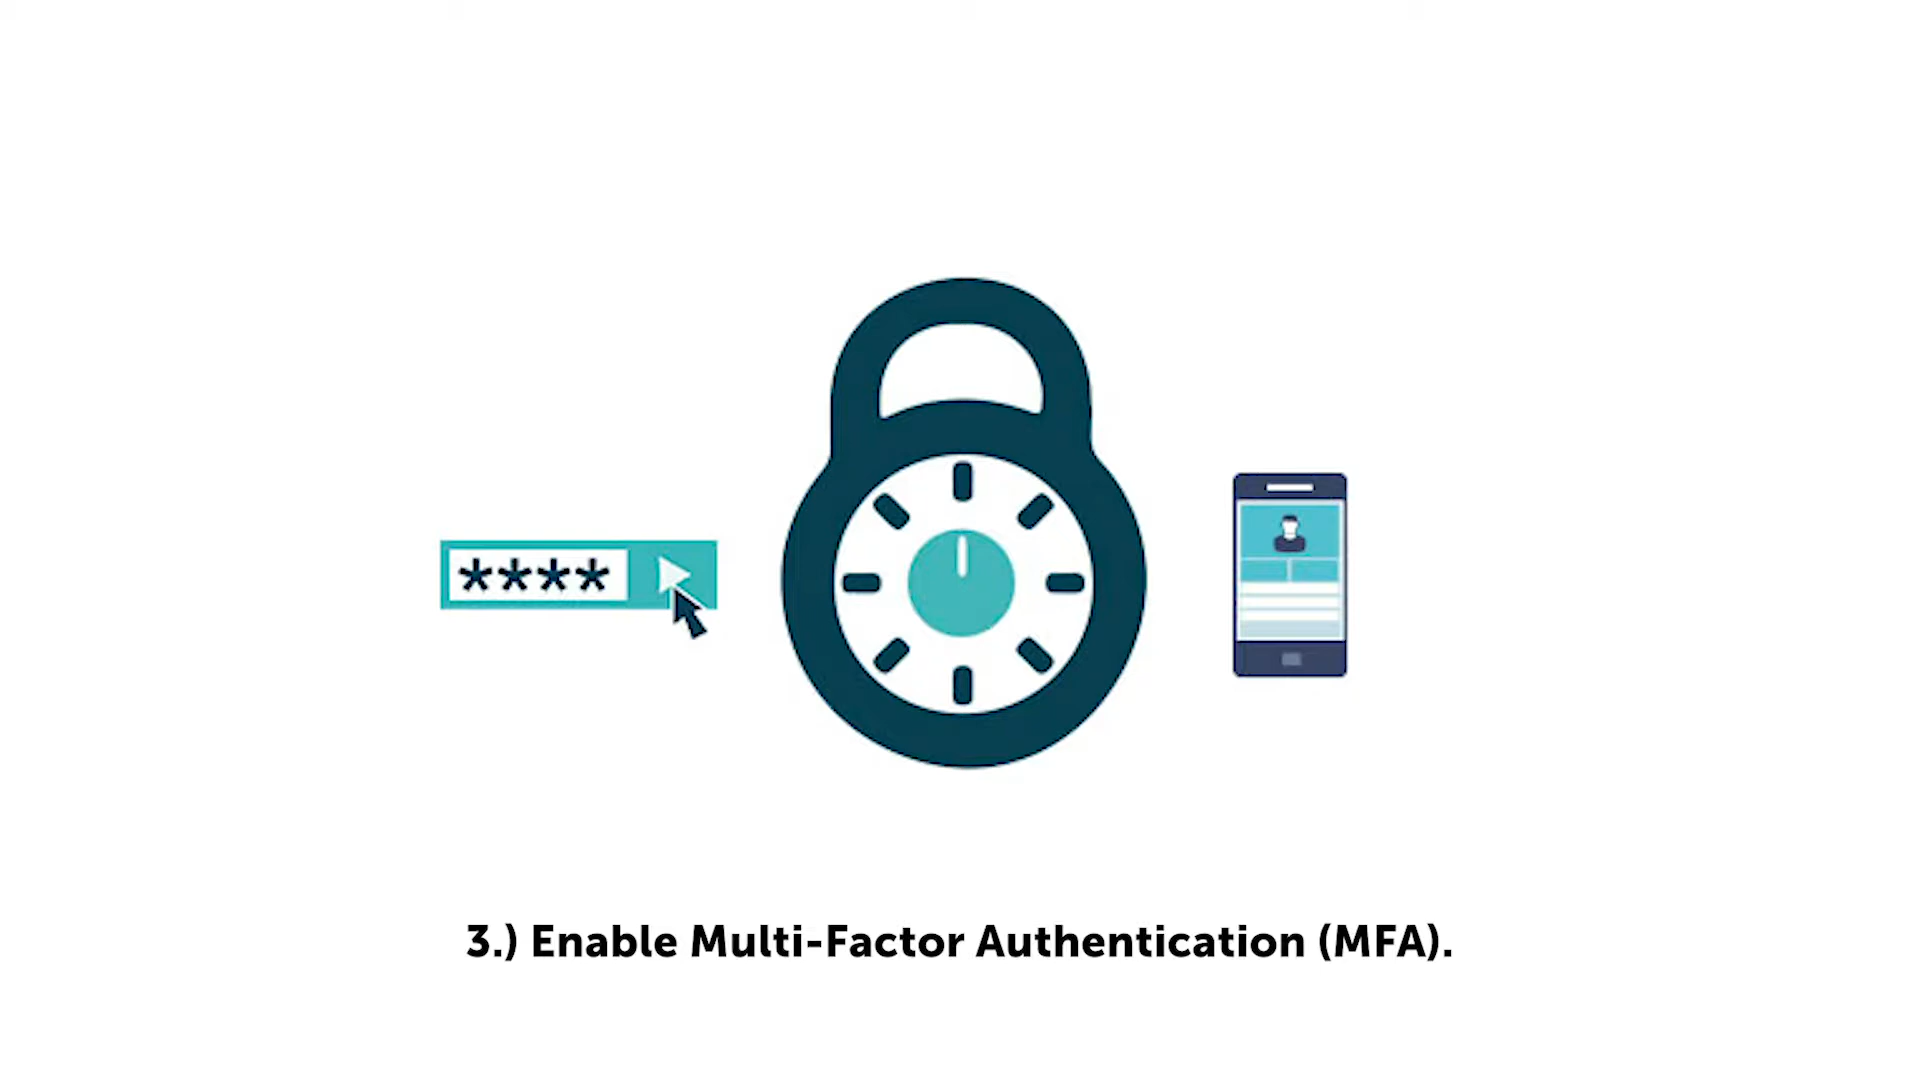 ****
3.) Enable Multi-Factor Authentication (MFA).